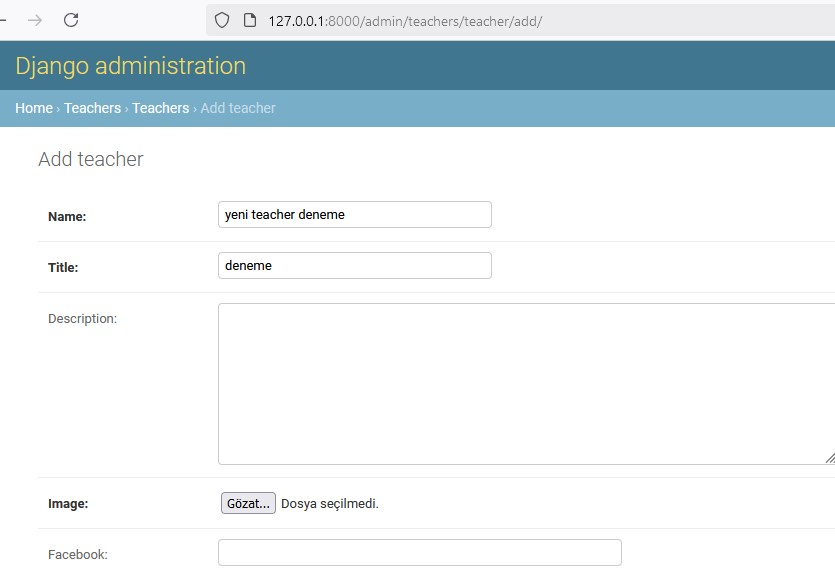 127.0.0.1:8000/admin/teachers/teacher/add/
Django administration
Home › Teachers › Teachers › Add teacher
Add teacher
Name: yeni teacher deneme
Title: deneme
Description:
Image: Gözat... Dosya seçilmedi.
Facebook: